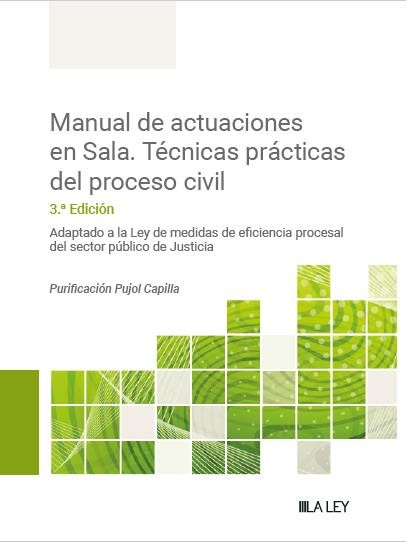 Manual de actuaciones
en Sala. Técnicas prácticas
del proceso civil
3.ª Edición
Adaptado a la Ley de medidas de eficiencia procesal
del sector público de Justicia
Purificación Pujol Capilla
LA LEY